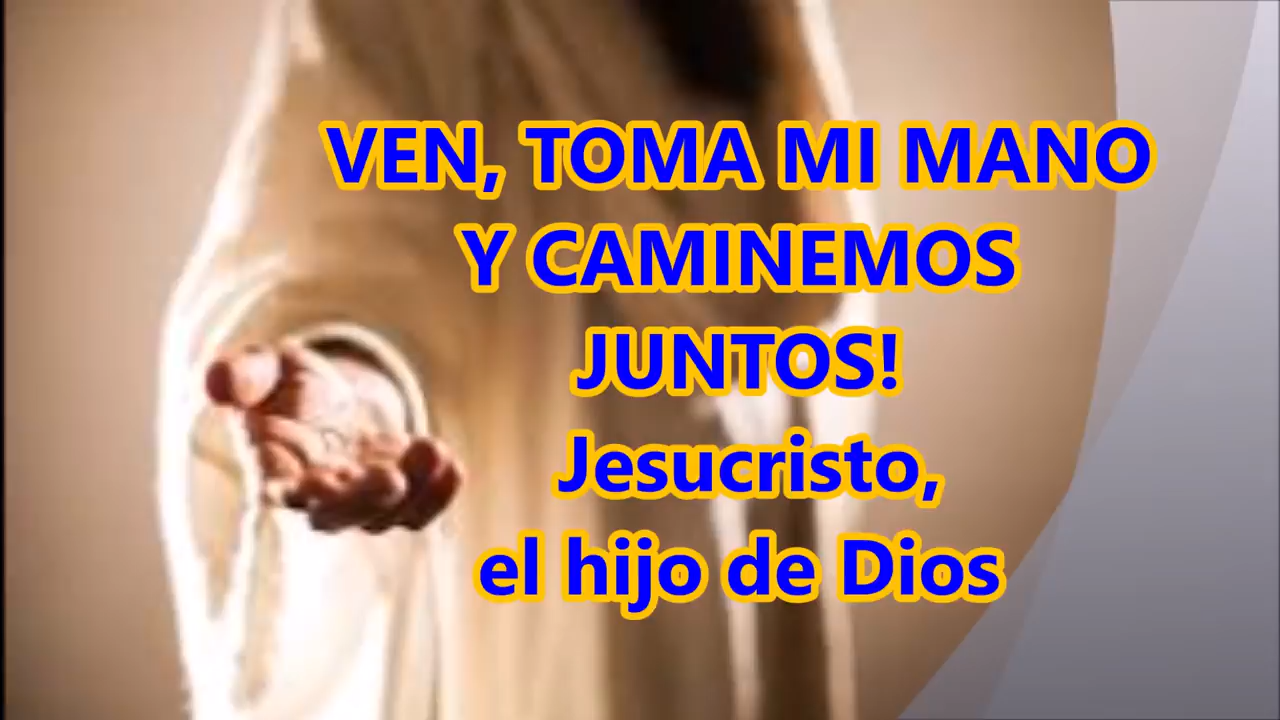 VEN, TOMA MI MANO
Y CAMINEMOS
JUNTOS!
Jesucristo,
el hijo de Dios